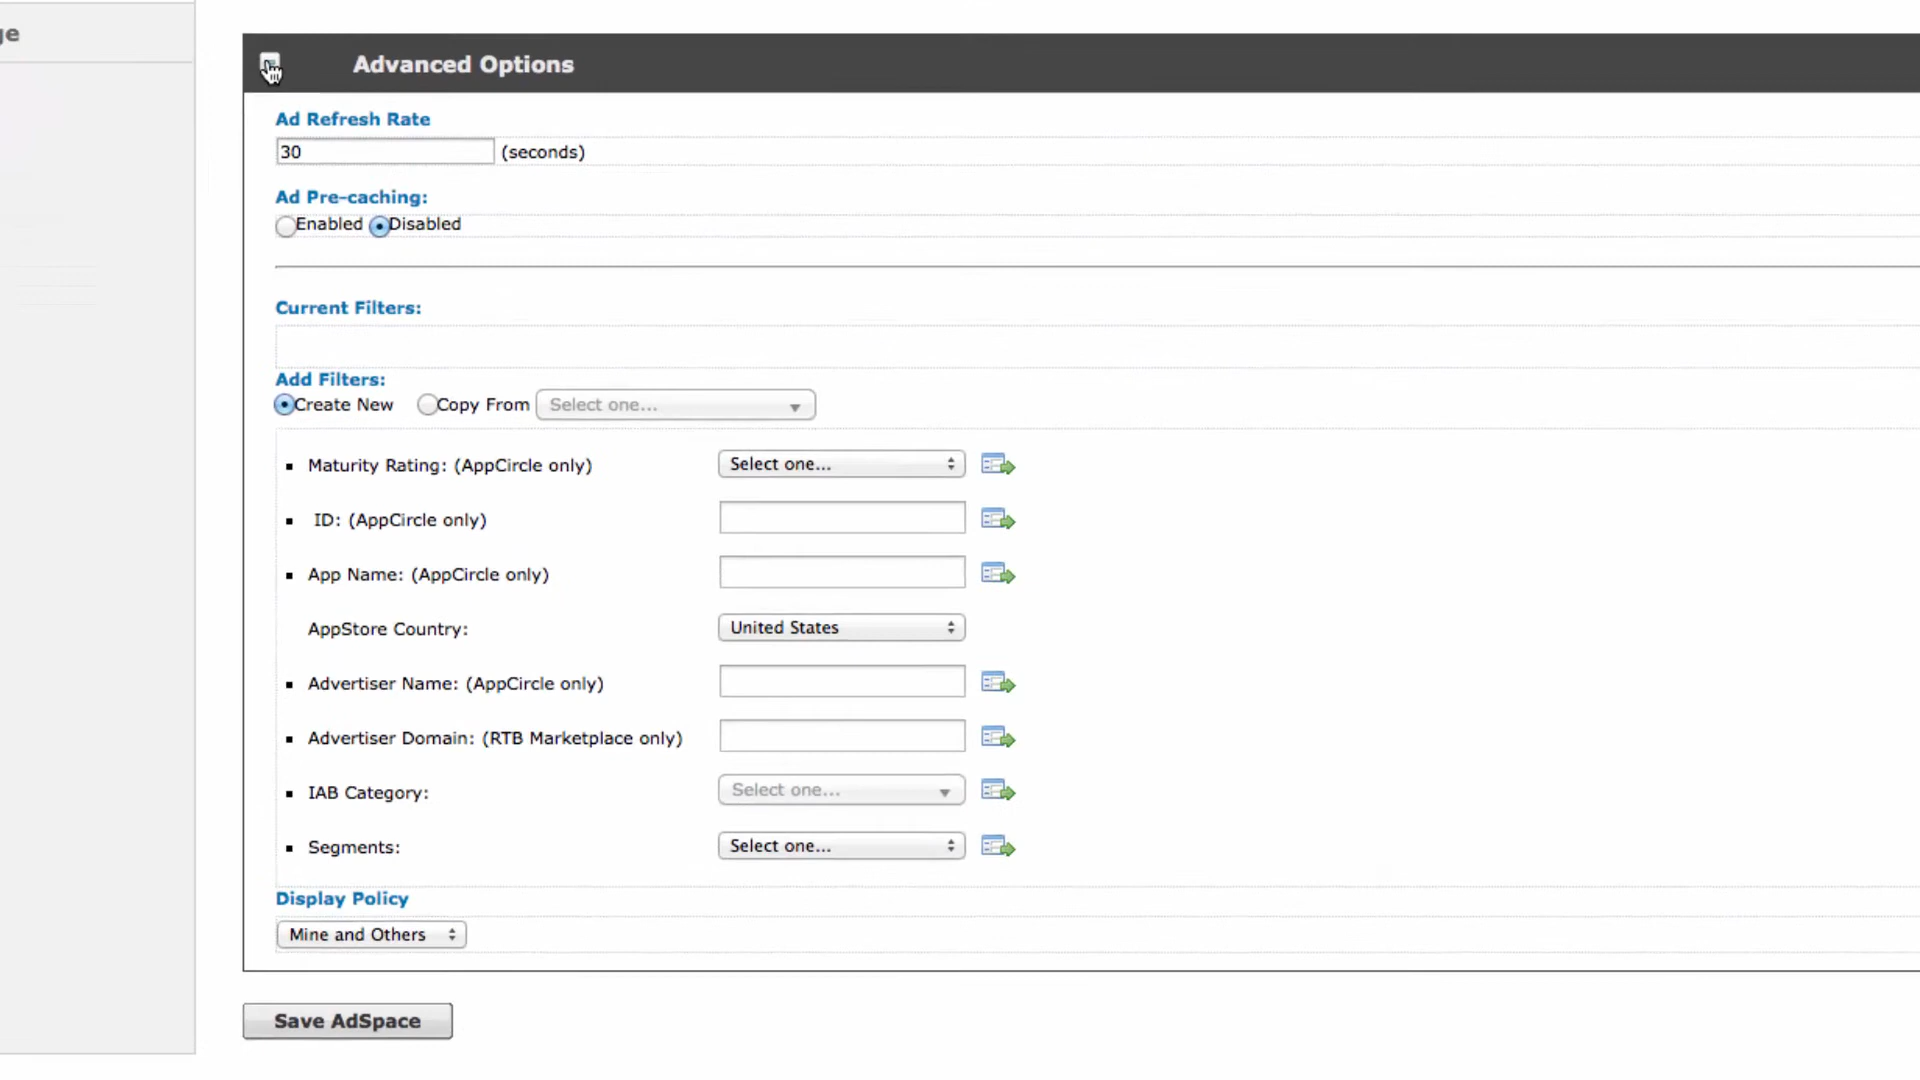 ge
Advanced Options
Ad Refresh Rate
30 (seconds)
Ad Pre-caching:
Enabled Disabled
Current Filters:
Add Filters:
Create New Copy From Select one...
Maturity Rating: (AppCircle only) Select one...
ID: (AppCircle only)
App Name: (AppCircle only)
AppStore Country: United States
Advertiser Name: (AppCircle only)
Advertiser Domain: (RTB Marketplace only)
IAB Category: Select one...
Segments: Select one...
Display Policy
Mine and Others
Save AdSpace